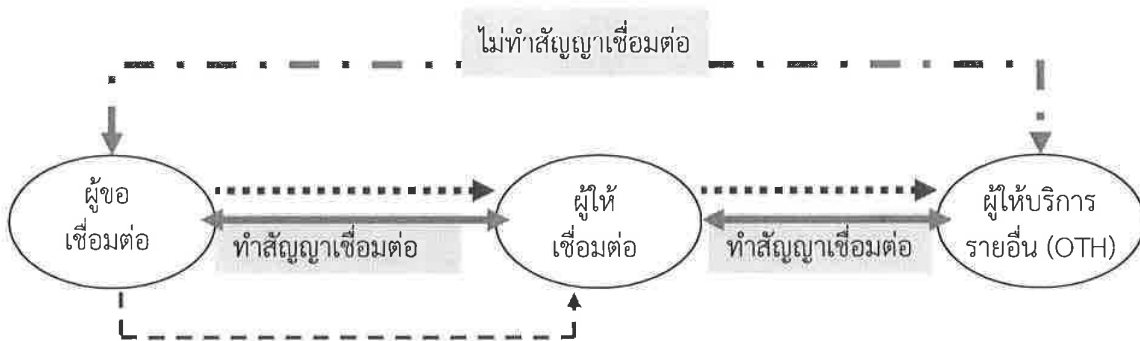 ไม่ทำสัญญาเชื่อมต่อ
ผู้ขอ
เชื่อมต่อ
ทำสัญญาเชื่อมต่อ
ผู้ให้
เชื่อมต่อ
ทำสัญญาเชื่อมต่อ
ผู้ให้บริการ
รายอื่น (OTH)